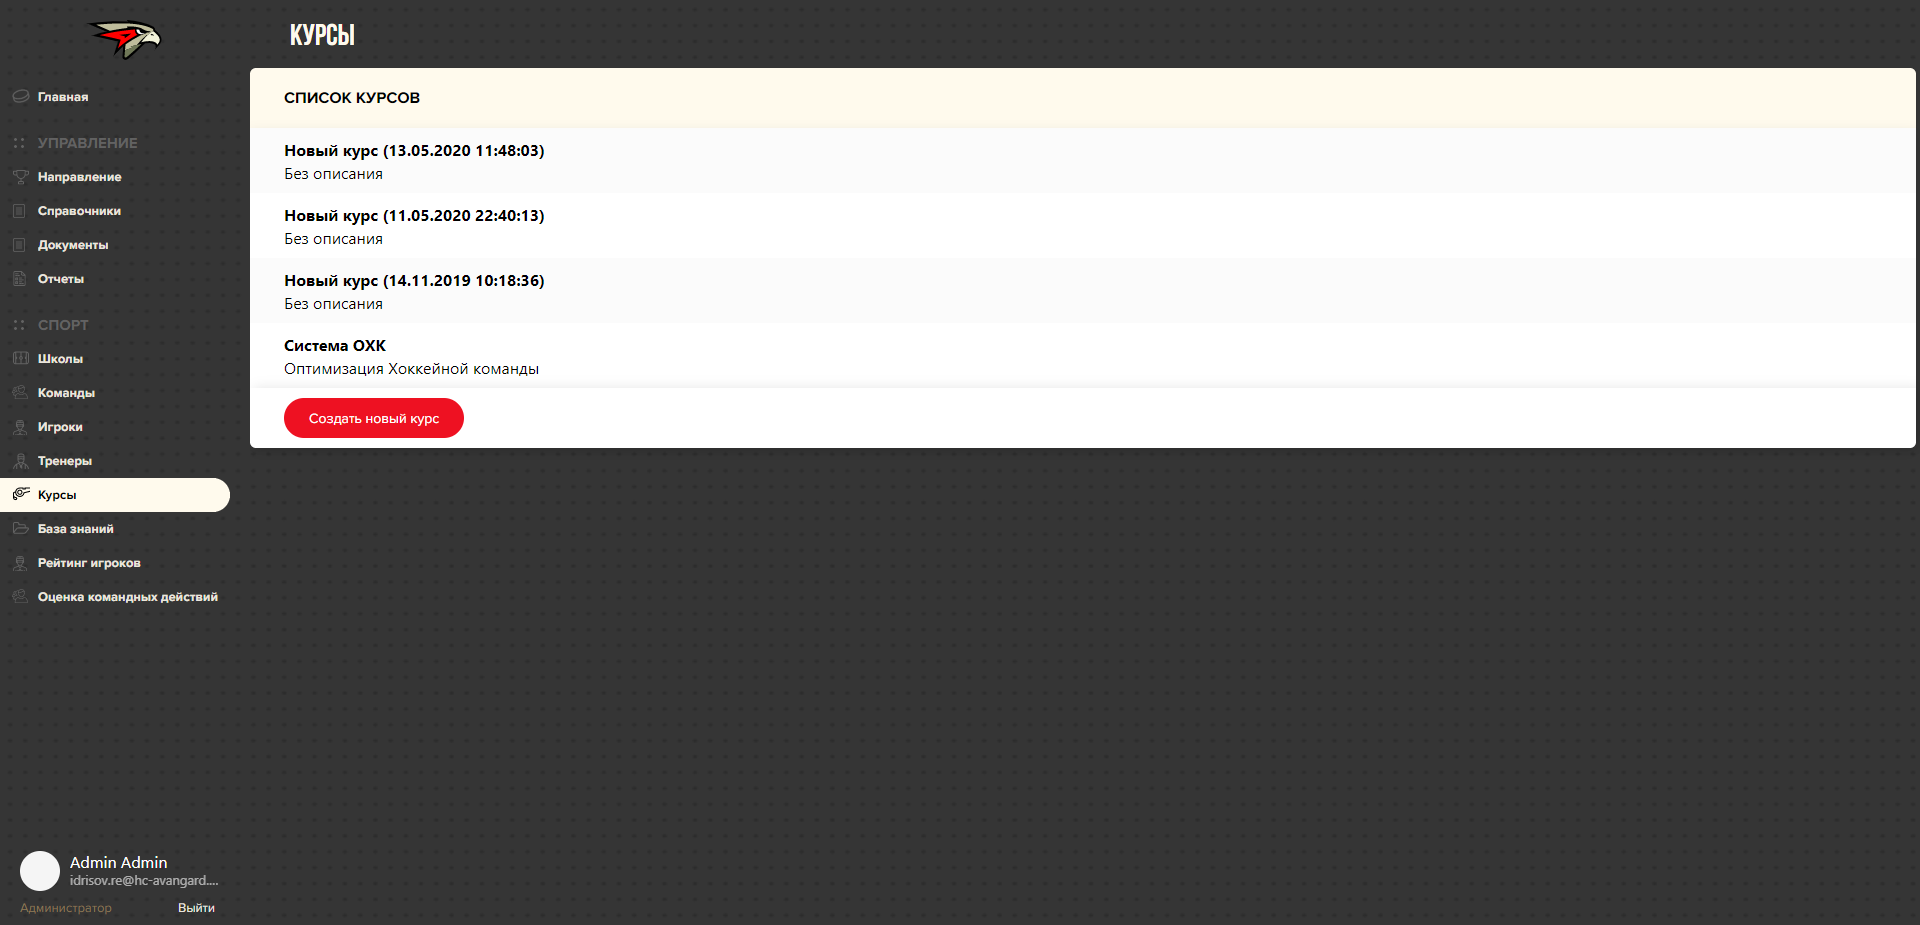 КУРСЫ
Главная
УПРАВЛЕНИЕ
Направление
Справочники
Документы
Отчеты
СПОРТ
Школы
Команды
Игроки
Тренеры
Курсы
База знаний
Рейтинг игроков
Оценка командных действий
Admin Admin
idrisov.re@hc-avangard....
Администратор
Выйти
СПИСОК КУРСОВ
Новый курс (13.05.2020 11:48:03)
Без описания
Новый курс (11.05.2020 22:40:13)
Без описания
Новый курс (14.11.2019 10:18:36)
Без описания
Система ОХК
Оптимизация Хоккейной команды
Создать новый курс